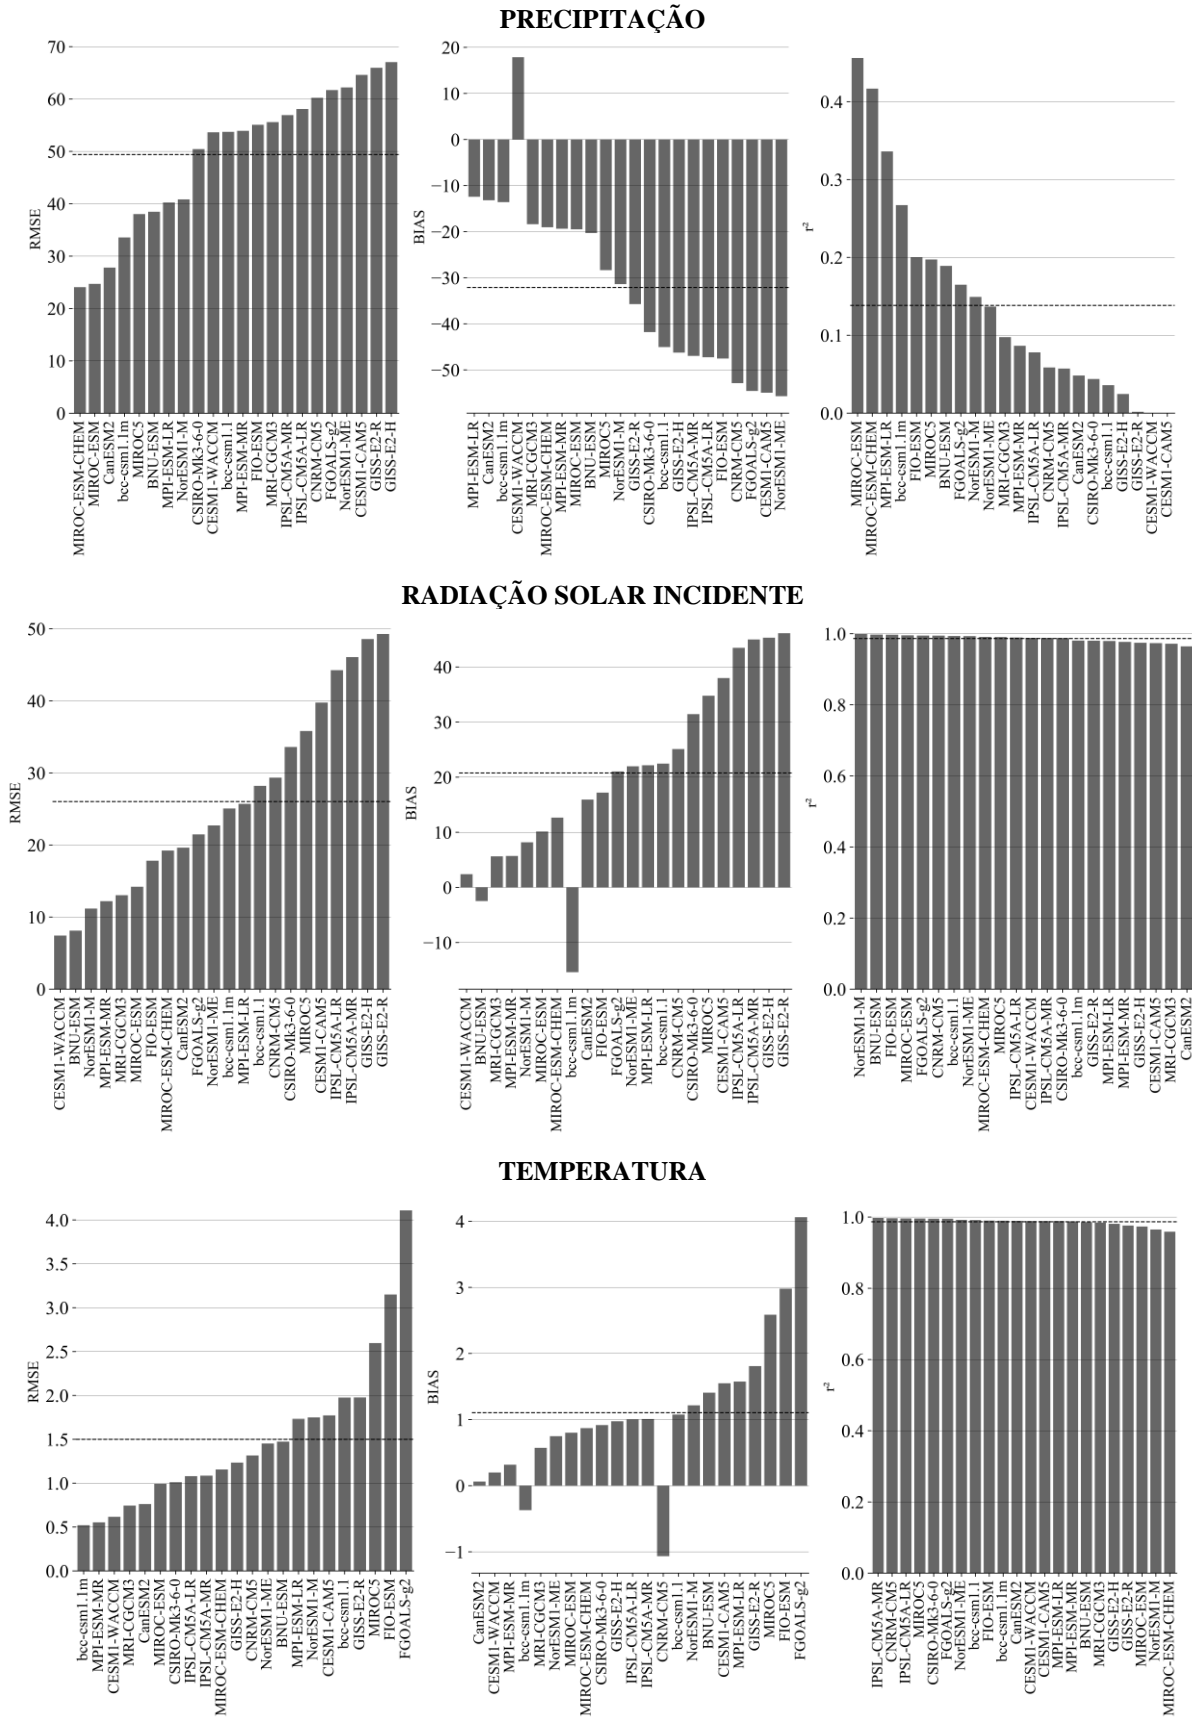 PRECIPITAÇÃO
RMSE
70
60
50
40
30
20
10
0
MIROC-ESM-CHEM
MIROC-ESM
CanESM2
bcc-csm1.1m
MIROC5
BNU-ESM
MPI-ESM-LR
NorESM1-M
CSIRO-Mk3-6-0
CESM1-WACCM
bcc-csm1.1
MPI-ESM-MR
FIO-ESM
MRI-CGCM3
IPSL-CM5A-MR
IPSL-CM5A-LR
CNRM-CM5
FGOALS-g2
NorESM1-ME
CESM1-CAM5
GISS-E2-R
GISS-E2-H
BIAS
20
10
0
−10
−20
−30
−40
−50
MPI-ESM-LR
CanESM2
bcc-csm1.1m
CESM1-WACCM
MRI-CGCM3
MIROC-ESM-CHEM
MPI-ESM-MR
MIROC-ESM
BNU-ESM
MIROC5
NorESM1-M
GISS-E2-R
CSIRO-Mk3-6-0
bcc-csm1.1
GISS-E2-H
IPSL-CM5A-MR
IPSL-CM5A-LR
FIO-ESM
CNRM-CM5
FGOALS-g2
CESM1-CAM5
NorESM1-ME
r²
0.4
0.3
0.2
0.1
0.0
MIROC-ESM
MIROC-ESM-CHEM
MPI-ESM-LR
bcc-csm1.1m
FIO-ESM
MIROC5
BNU-ESM
FGOALS-g2
NorESM1-M
NorESM1-ME
MRI-CGCM3
MPI-ESM-MR
IPSL-CM5A-LR
CNRM-CM5
IPSL-CM5A-MR
CanESM2
CSIRO-Mk3-6-0
bcc-csm1.1
GISS-E2-H
GISS-E2-R
CESM1-WACCM
CESM1-CAM5
RADIAÇÃO SOLAR INCIDENTE
RMSE
50
40
30
20
10
0
CESM1-WACCM
BNU-ESM
NorESM1-M
MPI-ESM-MR
MRI-CGCM3
MIROC-ESM
FIO-ESM
MIROC-ESM-CHEM
CanESM2
FGOALS-g2
NorESM1-ME
bcc-csm1.1m
MPI-ESM-LR
bcc-csm1.1
CNRM-CM5
CSIRO-Mk3-6-0
MIROC5
CESM1-CAM5
IPSL-CM5A-LR
IPSL-CM5A-MR
GISS-E2-H
GISS-E2-R
BIAS
40
30
20
10
0
−10
CESM1-WACCM
BNU-ESM
MRI-CGCM3
MPI-ESM-MR
NorESM1-M
MIROC-ESM
MIROC-ESM-CHEM
bcc-csm1.1m
CanESM2
FIO-ESM
FGOALS-g2
NorESM1-ME
MPI-ESM-LR
bcc-csm1.1
CNRM-CM5
CSIRO-Mk3-6-0
MIROC5
CESM1-CAM5
IPSL-CM5A-LR
IPSL-CM5A-MR
GISS-E2-H
GISS-E2-R
r²
1.0
0.8
0.6
0.4
0.2
0.0
NorESM1-M
BNU-ESM
FIO-ESM
MIROC-ESM
FGOALS-g2
CNRM-CM5
bcc-csm1.1
NorESM1-ME
MIROC-ESM-CHEM
MIROC5
IPSL-CM5A-LR
CESM1-WACCM
IPSL-CM5A-MR
CSIRO-Mk3-6-0
bcc-csm1.1m
GISS-E2-R
MPI-ESM-LR
MPI-ESM-MR
GISS-E2-H
CESM1-CAM5
MRI-CGCM3
CanESM2
TEMPERATURA
RMSE
4.0
3.5
3.0
2.5
2.0
1.5
1.0
0.5
0.0
bcc-csm1.1m
MPI-ESM-MR
CESM1-WACCM
MRI-CGCM3
CanESM2
MIROC-ESM
CSIRO-Mk3-6-0
IPSL-CM5A-LR
IPSL-CM5A-MR
MIROC-ESM-CHEM
GISS-E2-H
CNRM-CM5
NorESM1-ME
BNU-ESM
MPI-ESM-LR
NorESM1-M
CESM1-CAM5
bcc-csm1.1
GISS-E2-R
MIROC5
FIO-ESM
FGOALS-g2
BIAS
4
3
2
1
0
−1
CanESM2
CESM1-WACCM
MPI-ESM-MR
bcc-csm1.1m
MRI-CGCM3
NorESM1-ME
MIROC-ESM
MIROC-ESM-CHEM
CSIRO-Mk3-6-0
GISS-E2-H
IPSL-CM5A-LR
IPSL-CM5A-MR
CNRM-CM5
bcc-csm1.1
NorESM1-M
BNU-ESM
CESM1-CAM5
MPI-ESM-LR
GISS-E2-R
MIROC5
FIO-ESM
FGOALS-g2
r²
1.0
0.8
0.6
0.4
0.2
0.0
IPSL-CM5A-MR
CNRM-CM5
IPSL-CM5A-LR
MIROC5
CSIRO-Mk3-6-0
FGOALS-g2
NorESM1-ME
bcc-csm1.1
FIO-ESM
bcc-csm1.1m
CanESM2
CESM1-WACCM
CESM1-CAM5
MPI-ESM-LR
MPI-ESM-MR
BNU-ESM
MRI-CGCM3
GISS-E2-H
GISS-E2-R
MIROC-ESM
NorESM1-M
MIROC-ESM-CHEM